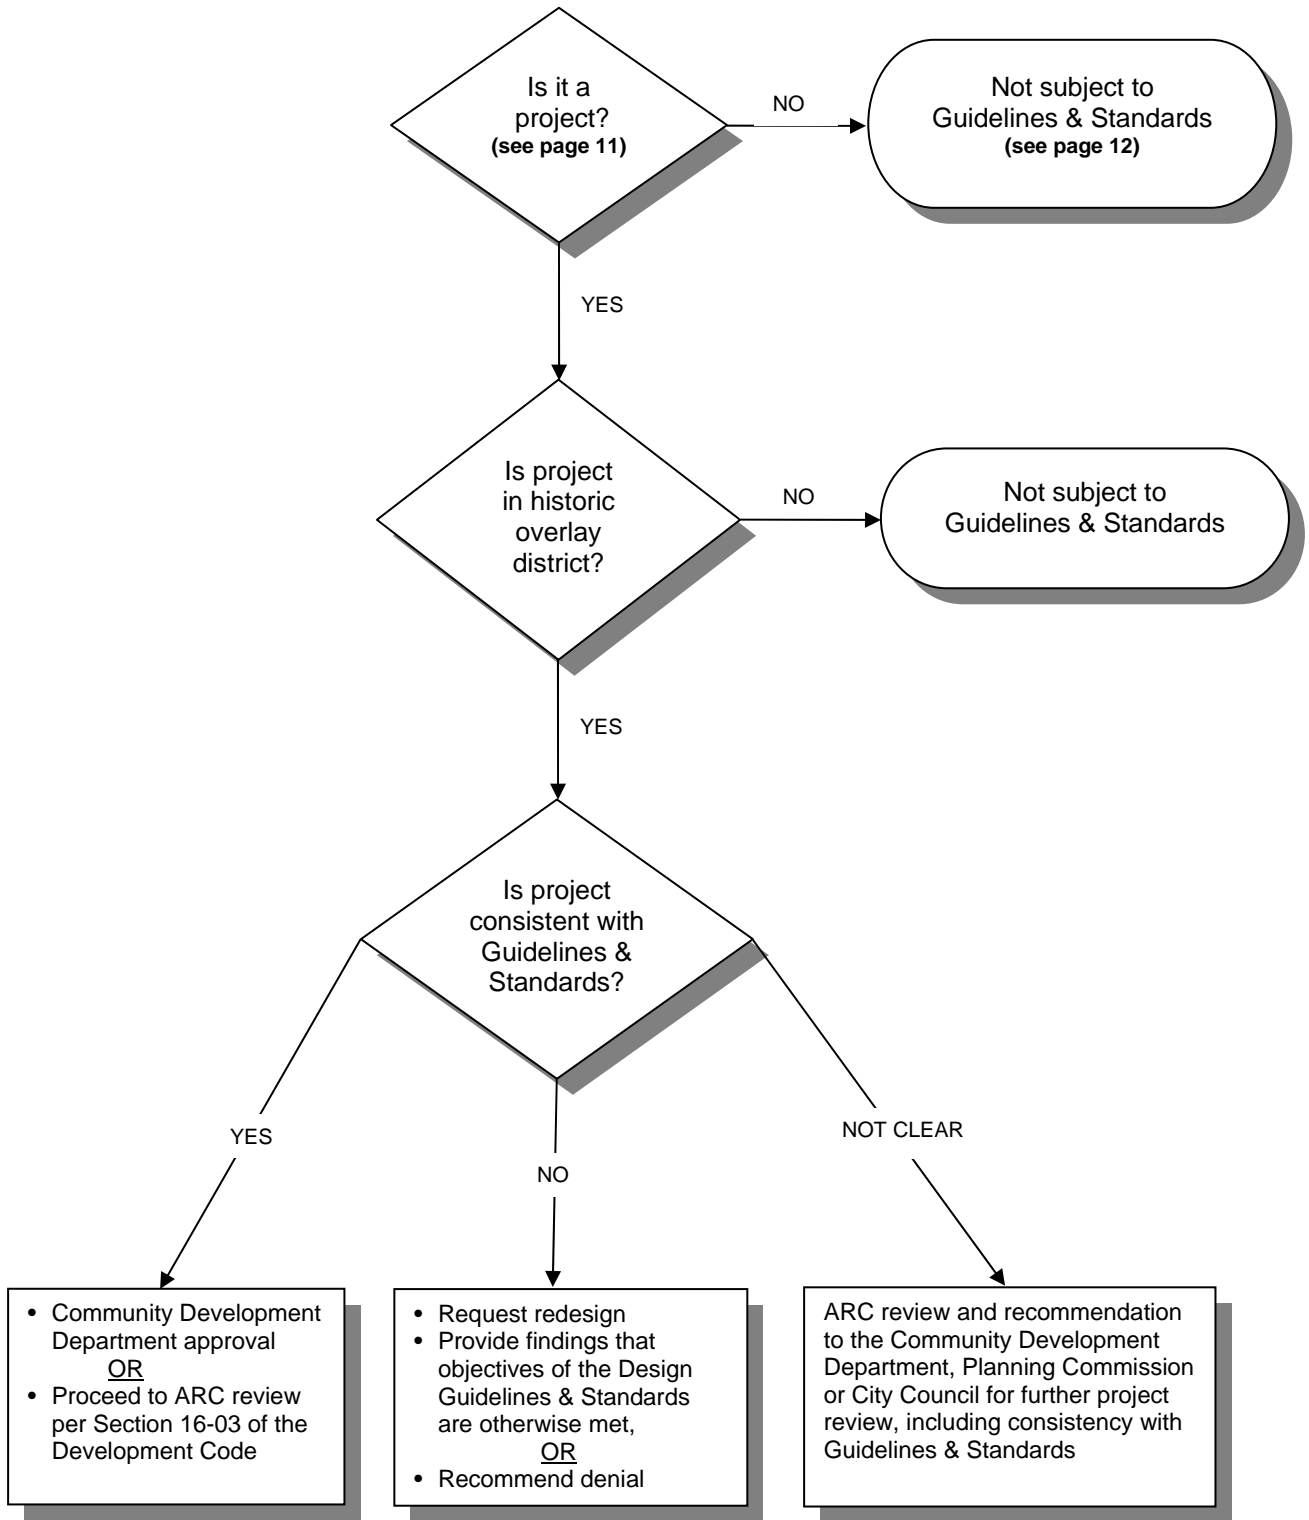 Is it a
project?
(see page 11)
NO
Not subject to
Guidelines & Standards
(see page 12)
YES
Is project
in historic
overlay
district?
NO
Not subject to
Guidelines & Standards
YES
Is project
consistent with
Guidelines &
Standards?
YES
NO
NOT CLEAR
• Community Development
Department approval
OR
• Proceed to ARC review
per Section 16-03 of the
Development Code
• Request redesign
• Provide findings that
objectives of the Design
Guidelines & Standards
are otherwise met,
OR
• Recommend denial
ARC review and recommendation
to the Community Development
Department, Planning Commission
or City Council for further project
review, including consistency with
Guidelines & Standards